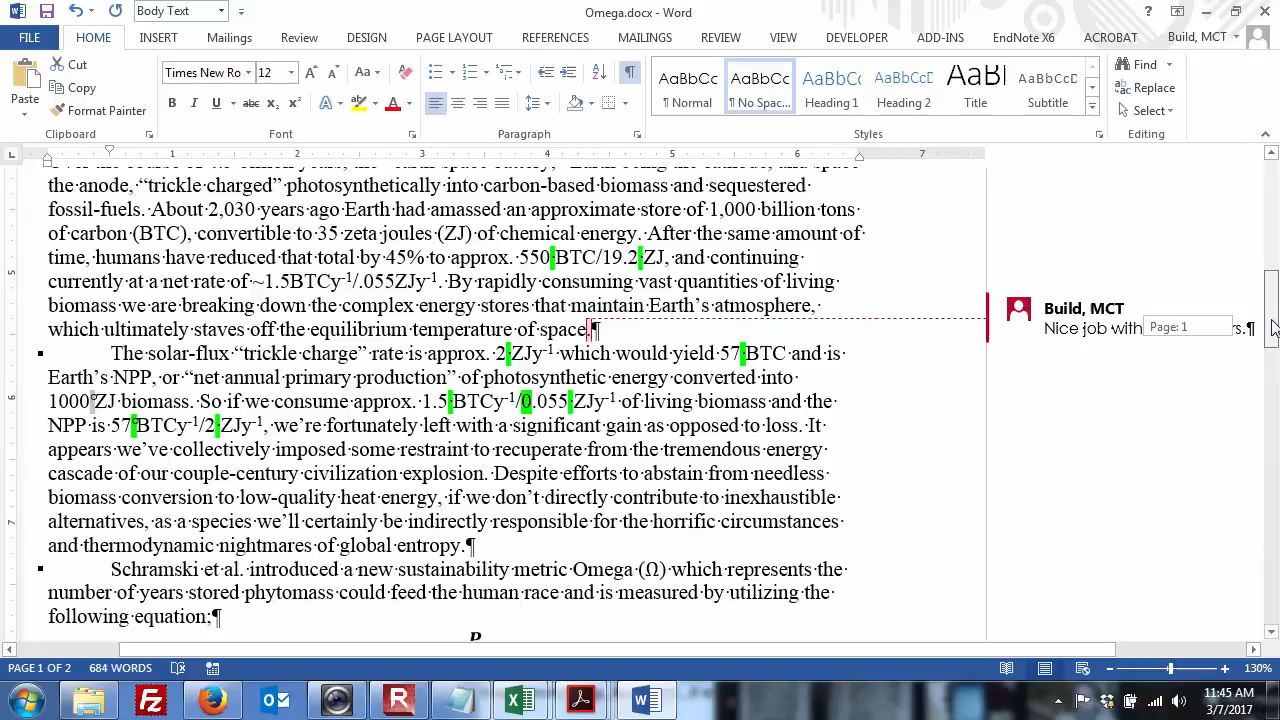 Body Text
Omega.docx - Word
FILE HOME INSERT Mailings Review DESIGN PAGE LAYOUT REFERENCES MAILINGS REVIEW VIEW DEVELOPER ADD-INS EndNote X6 ACROBAT Build, MCT
Paste
Cut
Copy
Format Painter
Times New Ro 12
AaBbCc AaBbCc AaBbCc AaBbCc AaB AaBbCc
¶ Normal ¶ No Spac... Heading 1 Heading 2 Title Subtitle
Find
Replace
Select
Clipboard Font Paragraph Styles Editing
1 2 3 4 5 6 7
the anode, “trickle charged” photosynthetically into carbon-based biomass and sequestered
fossil-fuels. About 2,030 years ago Earth had amassed an approximate store of 1,000 billion tons
of carbon (BTC), convertible to 35 zeta joules (ZJ) of chemical energy. After the same amount of
time, humans have reduced that total by 45% to approx. 550 BTC/19.2 ZJ, and continuing
currently at a net rate of ~1.5BTCy-1/.055ZJy-1. By rapidly consuming vast quantities of living
biomass we are breaking down the complex energy stores that maintain Earth’s atmosphere,
which ultimately staves off the equilibrium temperature of space.¶
The solar-flux “trickle charge” rate is approx. 2 ZJy-1 which would yield 57 BTC and is
Earth’s NPP, or “net annual primary production” of photosynthetic energy converted into
1000°ZJ biomass. So if we consume approx. 1.5 BTCy-1/0.055 ZJy-1 of living biomass and the
NPP is 57°BTCy-1/2 ZJy-1, we’re fortunately left with a significant gain as opposed to loss. It
appears we’ve collectively imposed some restraint to recuperate from the tremendous energy
cascade of our couple-century civilization explosion. Despite efforts to abstain from needless
biomass conversion to low-quality heat energy, if we don’t directly contribute to inexhaustible
alternatives, as a species we’ll certainly be indirectly responsible for the horrific circumstances
and thermodynamic nightmares of global entropy.¶
Schramski et al. introduced a new sustainability metric Omega (Ω) which represents the
number of years stored phytomass could feed the human race and is measured by utilizing the
following equation;¶
P
Build, MCT
Nice job with
Page: 1
5
6
7
PAGE 1 OF 2 684 WORDS 130%
11:45 AM
3/7/2017